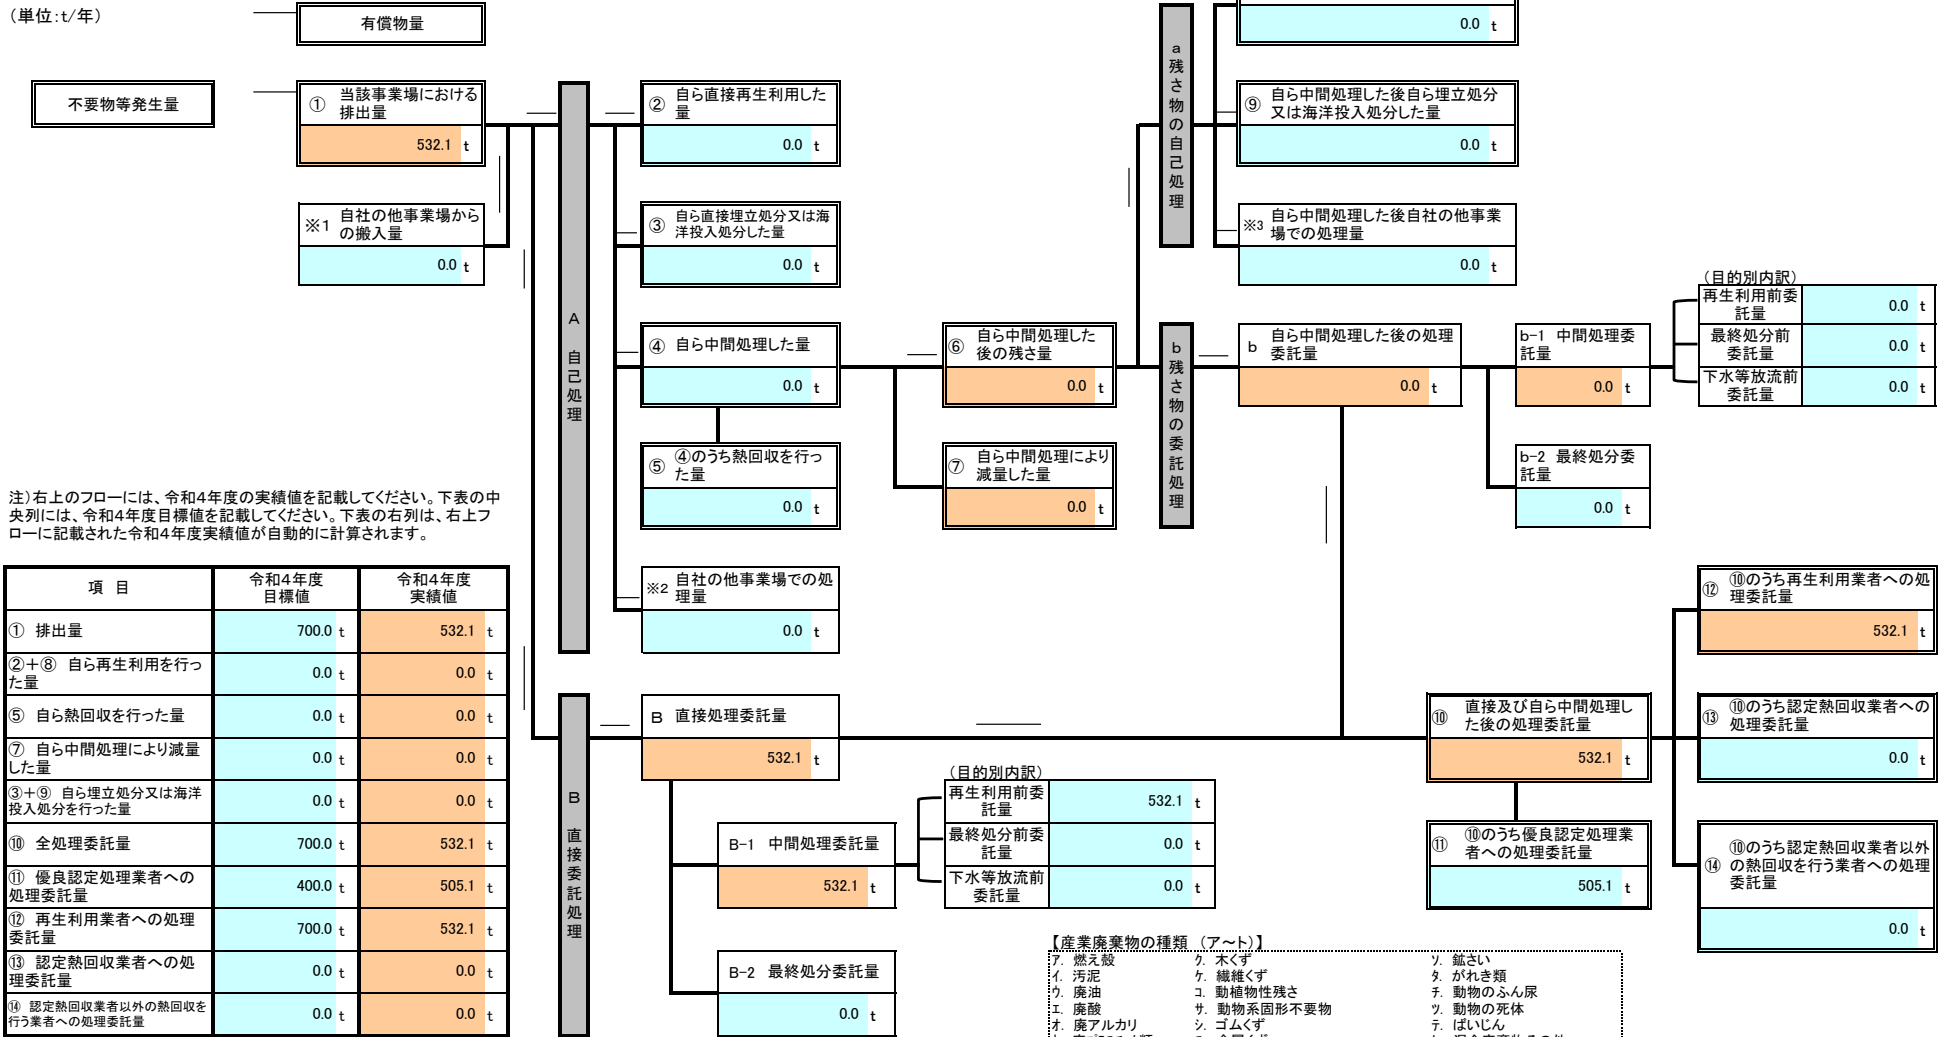 （単位：t/年）
有償物量
0.0 t
不要物等発生量
① 当該事業場における
排出量
532.1 t
② 自ら直接再生利用した
量
0.0 t
⑨ 自ら中間処理した後自ら埋立処分
又は海洋投入処分した量
0.0 t
a 残さ物の自己処理
※1 自社の他事業場から
の搬入量
0.0 t
③ 自ら直接埋立処分又は海
洋投入処分した量
0.0 t
※3 自ら中間処理した後自社の他事業
場での処理量
0.0 t
A 自己処理
④ 自ら中間処理した量
0.0 t
⑥ 自ら中間処理した
後の残さ量
0.0 t
b 残さ物の委託処理
b 自ら中間処理した後の処理
委託量
0.0 t
b-1 中間処理委
託量
0.0 t
（目的別内訳）
再生利用前委
託量
0.0 t
最終処分前
委託量
0.0 t
下水等放流前
委託量
0.0 t
⑤ ④のうち熱回収を行っ
た量
0.0 t
⑦ 自ら中間処理により
減量した量
0.0 t
b-2 最終処分委
託量
0.0 t
注）右上のフローには、令和4年度の実績値を記載してください。下表の中
央列には、令和4年度目標値を記載してください。下表の右列は、右上フ
ローに記載された令和4年度実績値が自動的に計算されます。
※2 自社の他事業場での処
理量
0.0 t
項 目
令和4年度
目標値
令和4年度
実績値
① 排出量 700.0 t 532.1 t
②＋⑧ 自ら再生利用を行っ
た量
0.0 t 0.0 t
⑤ 自ら熱回収を行った量 0.0 t 0.0 t
⑦ 自ら中間処理により減量
した量
0.0 t 0.0 t
③＋⑨ 自ら埋立処分又は海洋
投入処分を行った量
0.0 t 0.0 t
⑩ 全処理委託量 700.0 t 532.1 t
⑪ 優良認定処理業者への
処理委託量
400.0 t 505.1 t
⑫ 再生利用業者への処理
委託量
700.0 t 532.1 t
⑬ 認定熱回収業者への処
理委託量
0.0 t 0.0 t
⑭ 認定熱回収業者以外の熱回収を
行う業者への処理委託量
0.0 t 0.0 t
B 直接委託処理
B 直接処理委託量
532.1 t
B-1 中間処理委託量
532.1 t
（目的別内訳）
再生利用前委
託量
532.1 t
最終処分前委
託量
0.0 t
下水等放流前
委託量
0.0 t
B-2 最終処分委託量
0.0 t
⑩ 直接及び自ら中間処理し
た後の処理委託量
532.1 t
⑪ ⑩のうち優良認定処理業
者への処理委託量
505.1 t
⑫ ⑩のうち再生利用業者への処
理委託量
532.1 t
⑬ ⑩のうち認定熱回収業者への
処理委託量
0.0 t
⑭ ⑩のうち認定熱回収業者以外
の熱回収を行う業者への処理
委託量
0.0 t
【産業廃棄物の種類 （ア～ト）】
ア. 燃え殻 ク. 木くず ソ. 鉱さい
イ. 汚泥 ケ. 繊維くず タ. がれき類
ウ. 廃油 コ. 動植物性残さ チ. 動物のふん尿
エ. 廃酸 サ. 動物系固形不要物 ツ. 動物の死体
オ. 廃アルカリ シ. ゴムくず テ. ばいじん